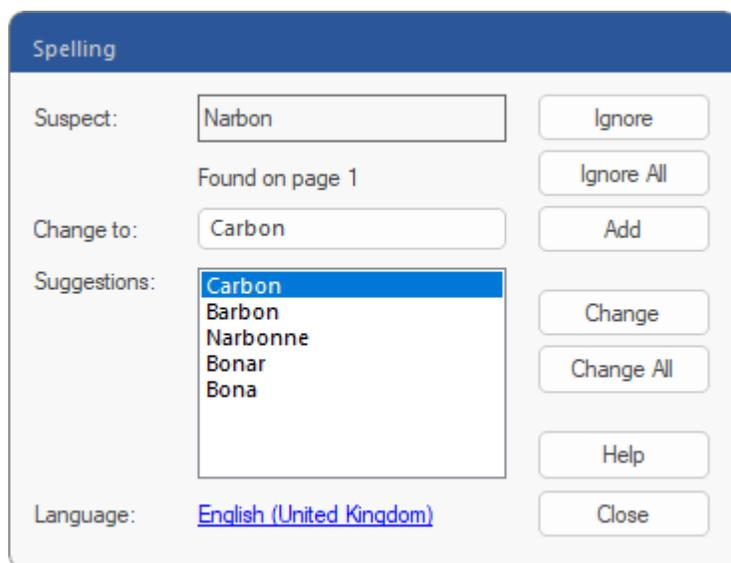 Spelling
Suspect: Narbon Ignore
Found on page 1 Ignore All
Change to: Carbon Add
Suggestions: Carbon
Barbon
Narbonne
Bonar
Bona
Change
Change All
Help
Language: English (United Kingdom) Close